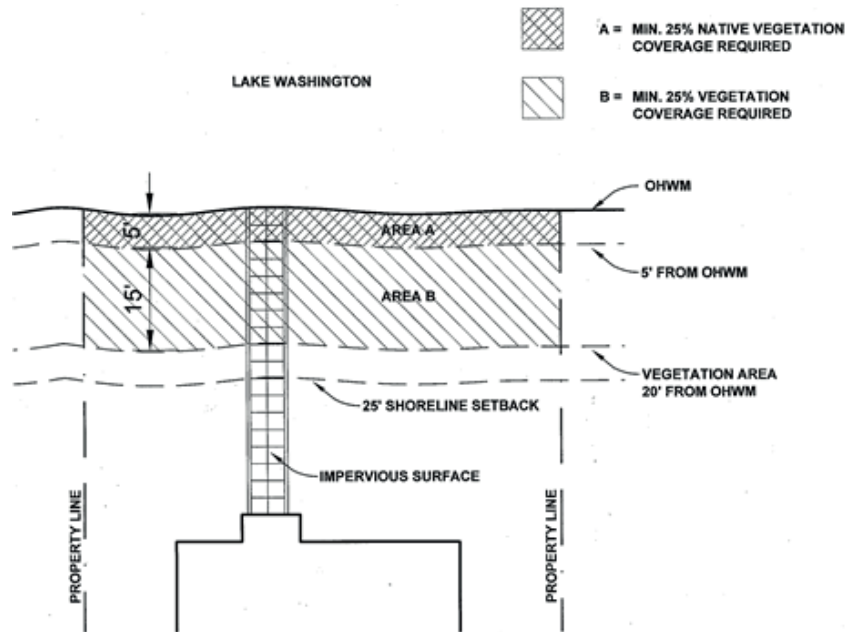 A = MIN. 25% NATIVE VEGETATION
COVERAGE REQUIRED
LAKE WASHINGTON
B = MIN. 25% VEGETATION
COVERAGE REQUIRED
OHWM
5'
AREA A
5' FROM OHWM
15'
AREA B
VEGETATION AREA
20' FROM OHWM
25' SHORELINE SETBACK
IMPERVIOUS SURFACE
PROPERTY LINE
PROPERTY LINE